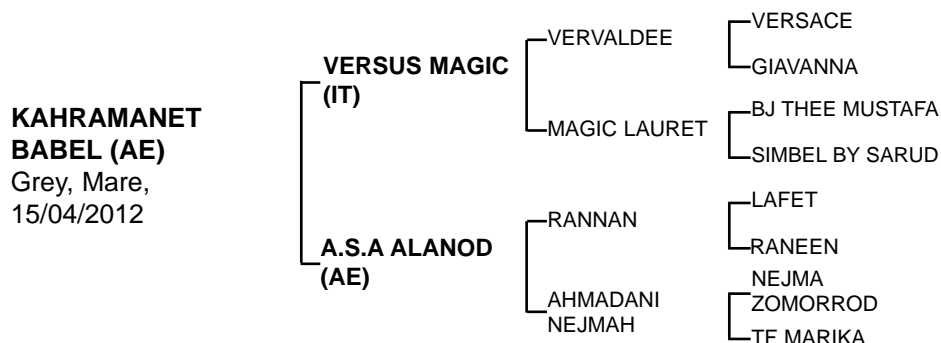 KAHRAMANET
BABEL (AE)
Grey, Mare,
15/04/2012
VERSUS MAGIC
(IT)
A.S.A ALANOD
(AE)
VERVALDEE
MAGIC LAURET
RANNAN
AHMADANI
NEJMAH
VERSACE
GIAVANNA
BJ THEE MUSTAFA
SIMBEL BY SARUD
LAFET
RANEEN
NEJMA
ZOMORROD
TF MARIKA